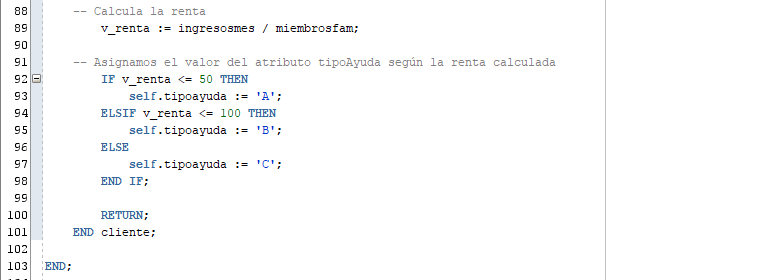 88 -- Calcula la renta
89 v_renta := ingresosmes / miembrosfam;
90
91 -- Asignamos el valor del atributo tipoAyuda según la renta calculada
92 IF v_renta <= 50 THEN
93 self.tipoayuda := 'A';
94 ELSIF v_renta <= 100 THEN
95 self.tipoayuda := 'B';
96 ELSE
97 self.tipoayuda := 'C';
98 END IF;
99
100 RETURN;
101 END cliente;
102
103 END;